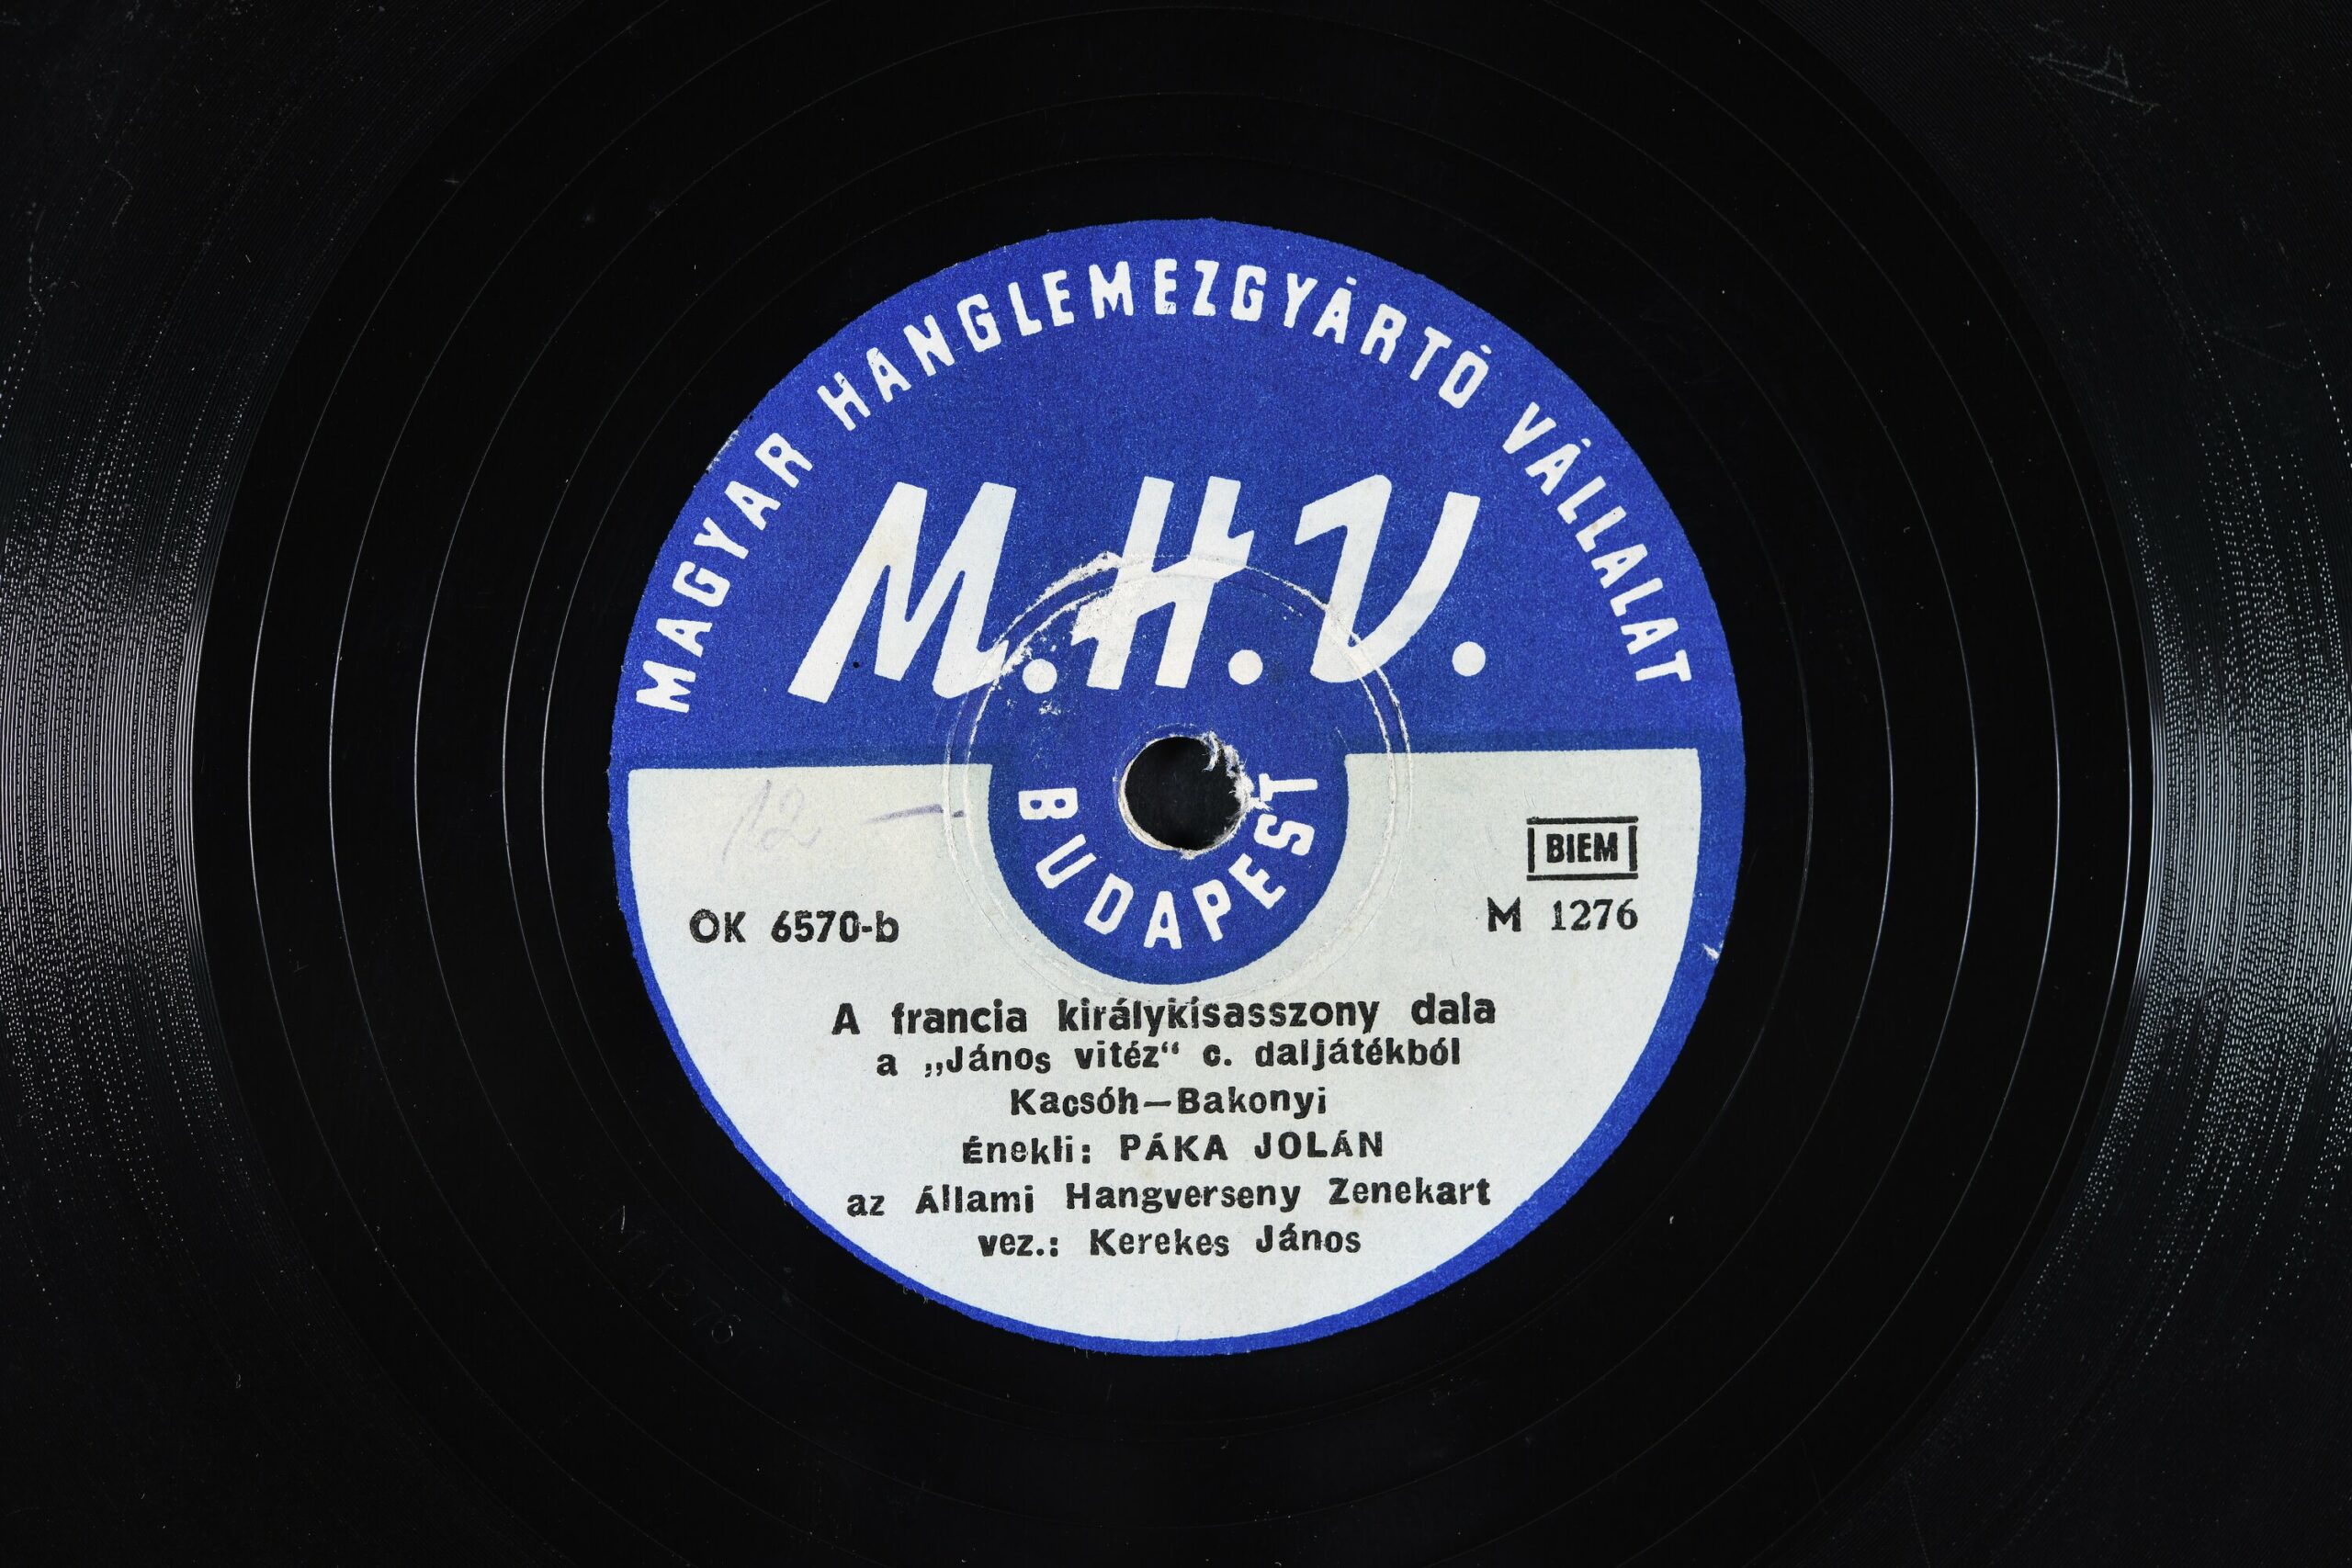 MAGYAR HANGLEMEZGYÁRTÓ VÁLLALAT
M.H.V.
BUDAPEST
12 —
BIEM
OK 6570-b
M 1276
A francia királykisasszony dala
a „János vitéz“ c. daljátékból
Kacsóh—Bakonyi
Énekli: PÁKA JOLÁN
az Állami Hangverseny Zenekart
vez.: Kerekes János
M 1276